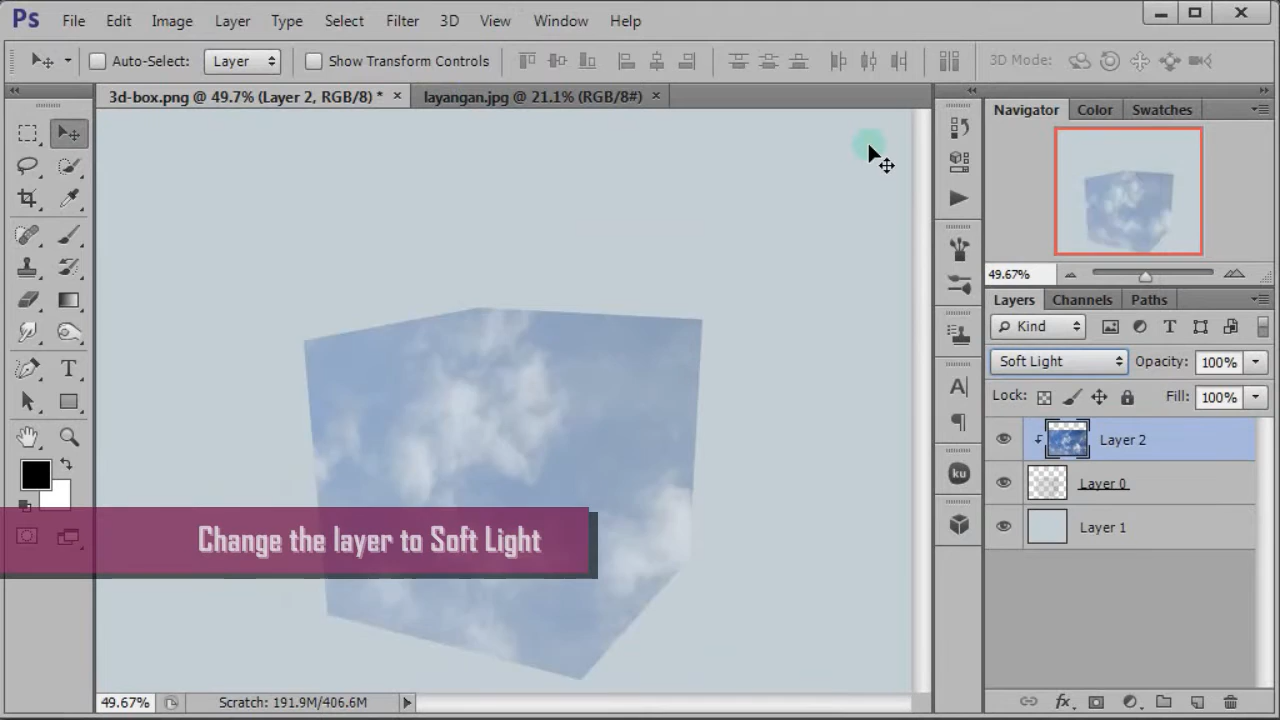 Ps File Edit Image Layer Type Select Filter 3D View Window Help
Auto-Select: Layer Show Transform Controls 3D Mode:
3d-box.png @ 49.7% (Layer 2, RGB/8) * × layayangan.jpg @ 21.1% (RGB/8#) ×
Navigator Color Swatches
49.67%
Layers Channels Paths
Kind
Soft Light Opacity: 100%
Lock: Fill: 100%
Layer 2
Layer 0
Layer 1
ku
Change the layer to Soft Light
49.67% Scratch: 191.9M/406.6M
fx